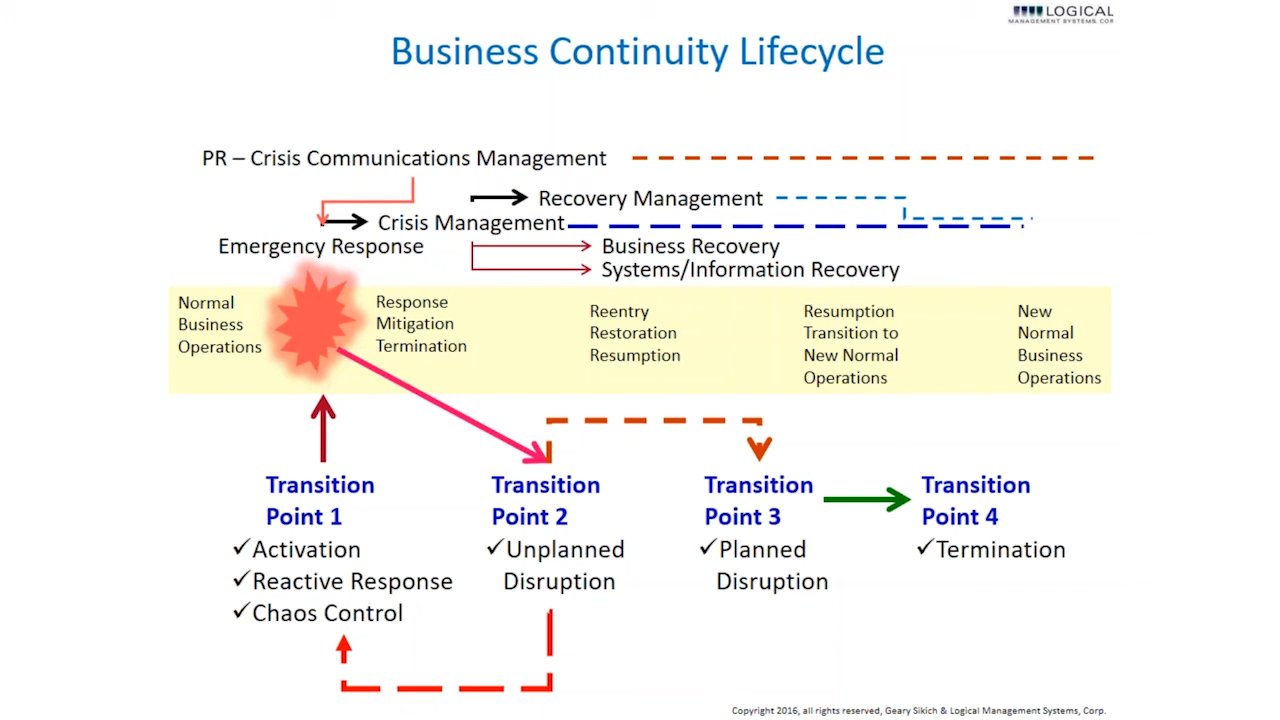 LOGICAL
MANAGEMENT SYSTEMS, COR
Business Continuity Lifecycle
PR – Crisis Communications Management
Recovery Management
Crisis Management
Emergency Response
Business Recovery
Systems/Information Recovery
Normal
Business
Operations
Response
Mitigation
Termination
Reentry
Restoration
Resumption
Resumption
Transition to
New Normal
Operations
New
Normal
Business
Operations
Transition
Point 1
✓Activation
✓Reactive Response
✓Chaos Control
Transition
Point 2
✓Unplanned
Disruption
Transition
Point 3
✓Planned
Disruption
Transition
Point 4
✓Termination
Copyright 2016, all rights reserved, Geary Sikich & Logical Management Systems, Corp.